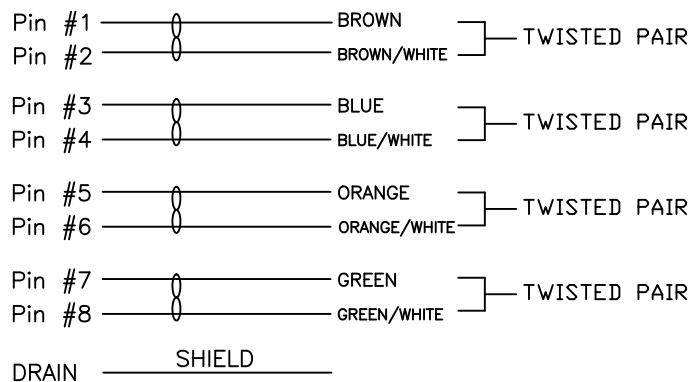 Pin #1 BROWN TWISTED PAIR
Pin #2 BROWN/WHITE
Pin #3 BLUE TWISTED PAIR
Pin #4 BLUE/WHITE
Pin #5 ORANGE TWISTED PAIR
Pin #6 ORANGE/WHITE
Pin #7 GREEN TWISTED PAIR
Pin #8 GREEN/WHITE
DRAIN SHIELD